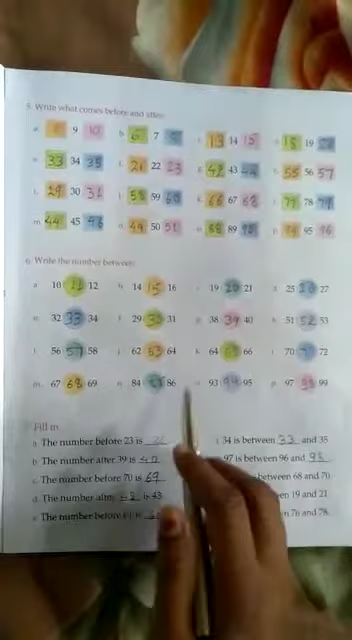 5. Write what comes before and after:
a. 8 9 10 b. 6 7 8 c. 13 14 15 d. 18 19 20
e. 33 34 35 f. 21 22 23 g. 42 43 44 h. 55 56 57
i. 29 30 31 j. 58 59 60 k. 66 67 68 l. 77 78 79
m. 44 45 46 n. 49 50 51 o. 88 89 90 p. 94 95 96
6. Write the number between:
a. 10 11 12 b. 14 15 16 c. 19 20 21 d. 25 26 27
e. 32 33 34 f. 29 30 31 g. 38 39 40 h. 51 52 53
i. 56 57 58 j. 62 63 64 k. 64 65 66 l. 70 71 72
m. 67 68 69 n. 84 85 86 o. 93 94 95 p. 97 98 99
7. Fill in
a. The number before 23 is f. 34 is between 33 and 35
b. The number after 39 is 40 97 is between 96 and 98
c. The number before 70 is 69 between 68 and 70
d. The number after 42 is 43 en 19 and 21
e. The number before 61 is n 76 and 78